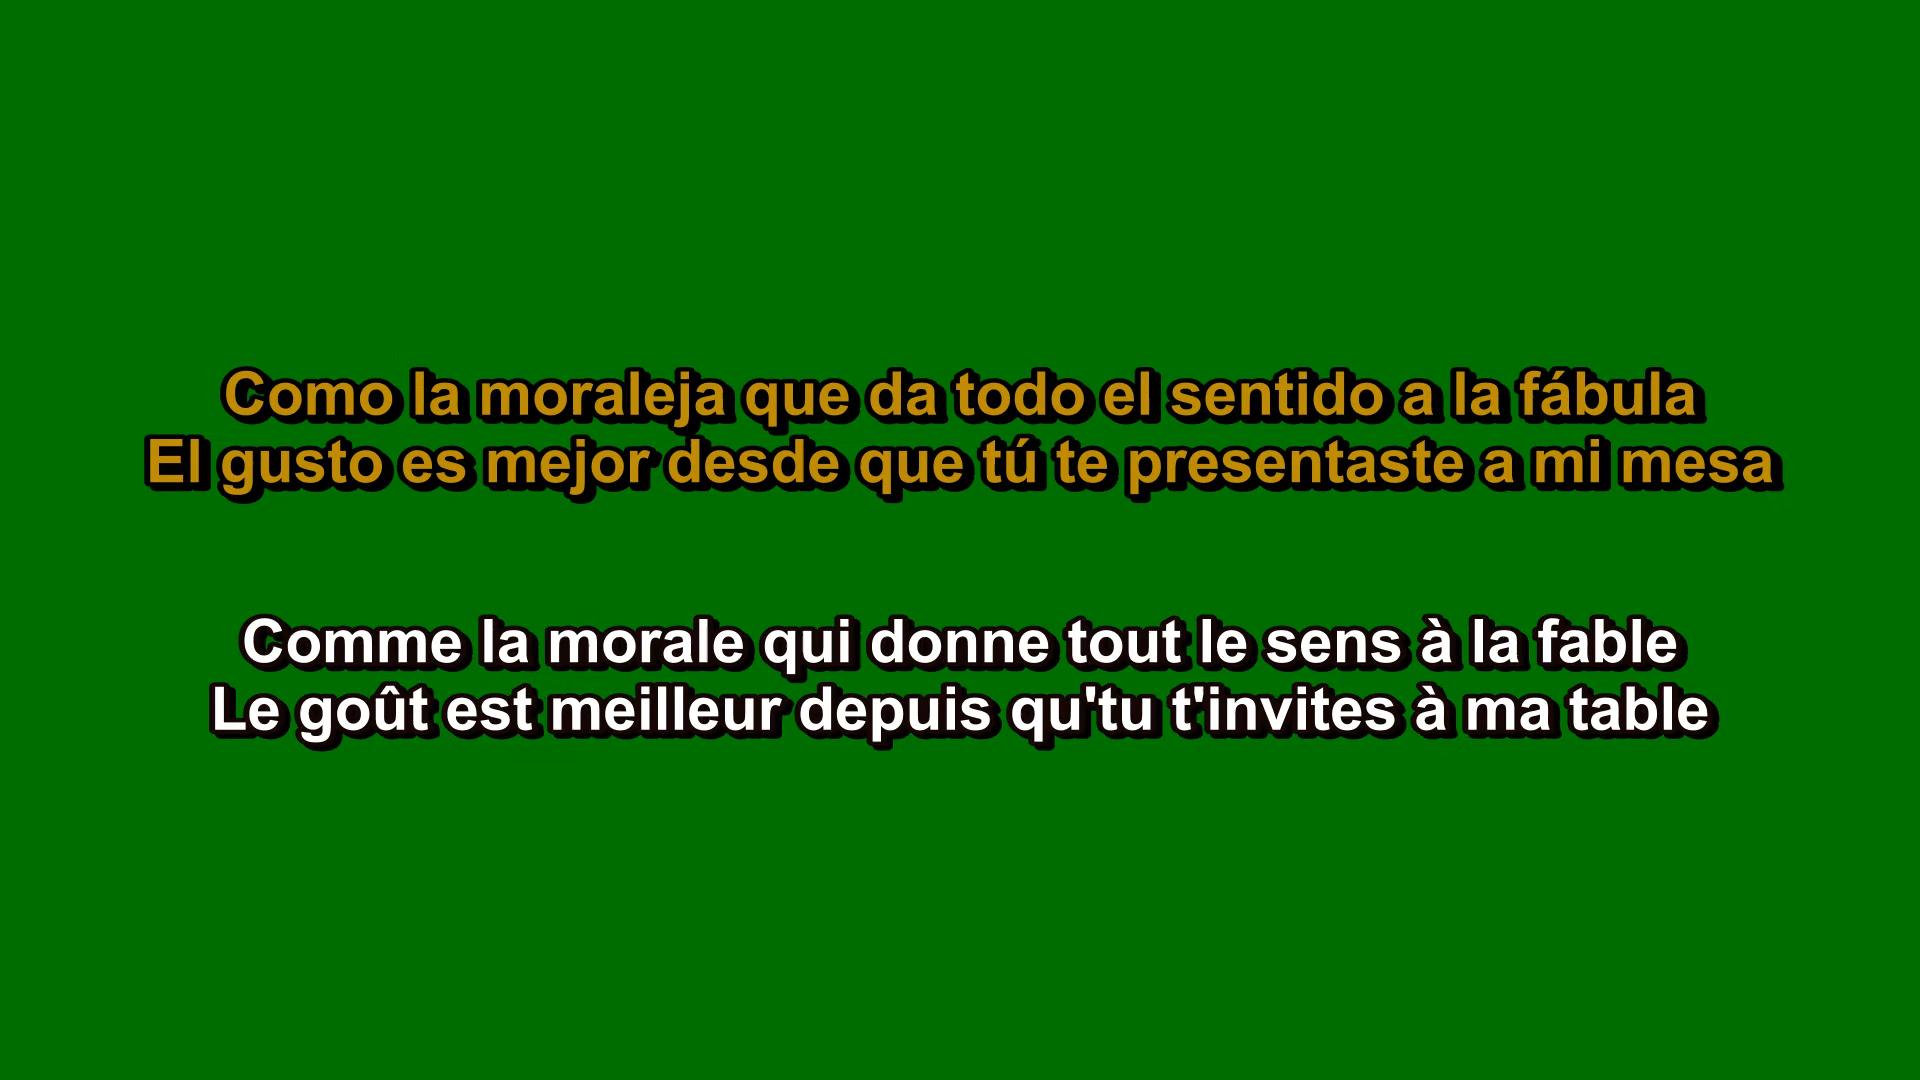 Como la moraleja que da todo el sentido a la fábula
El gusto es mejor desde que tú te presentaste a mi mesa
Comme la morale qui donne tout le sens à la fable
Le goût est meilleur depuis qu'tu t'invites à ma table